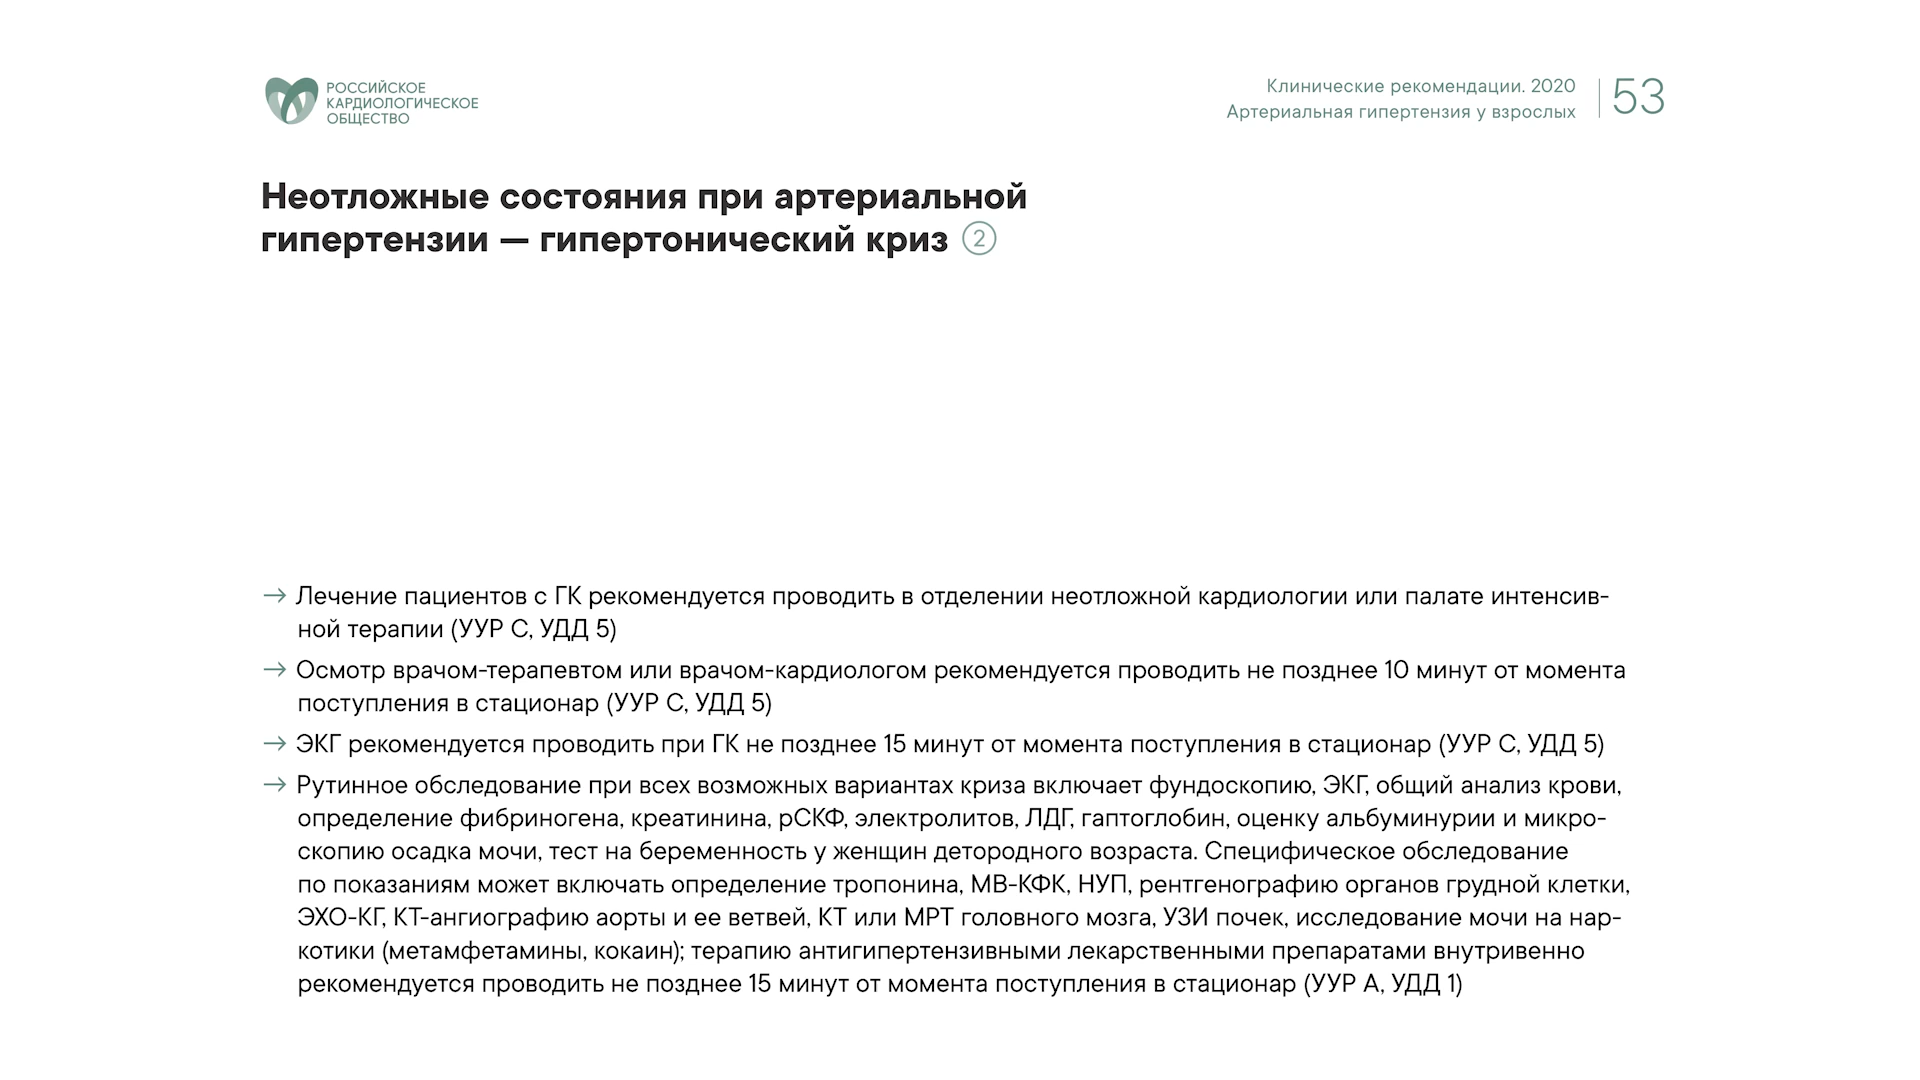 РОССИЙСКОЕ
КАРДИОЛОГИЧЕСКОЕ
ОБЩЕСТВО
Клинические рекомендации. 2020
Артериальная гипертензия у взрослых
53
Неотложные состояния при артериальной
гипертензии — гипертонический криз 2
→ Лечение пациентов с ГК рекомендуется проводить в отделении неотложной кардиологии или палате интенсив-
ной терапии (УУР С, УДД 5)
→ Осмотр врачом-терапевтом или врачом-кардиологом рекомендуется проводить не позднее 10 минут от момента
поступления в стационар (УУР С, УДД 5)
→ ЭКГ рекомендуется проводить при ГК не позднее 15 минут от момента поступления в стационар (УУР С, УДД 5)
→ Рутинное обследование при всех возможных вариантах криза включает фундоскопию, ЭКГ, общий анализ крови,
определение фибриногена, креатинина, рСКФ, электролитов, ЛДГ, гаптоглобин, оценку альбуминурии и микро-
скопию осадка мочи, тест на беременность у женщин детородного возраста. Специфическое обследование
по показаниям может включать определение тропонина, МВ-КФК, НУП, рентгенографию органов грудной клетки,
ЭХО-КГ, КТ-ангиографию аорты и ее ветвей, КТ или МРТ головного мозга, УЗИ почек, исследование мочи на нар-
котики (метамфетамины, кокаин); терапию антигипертензивными лекарственными препаратами внутривенно
рекомендуется проводить не позднее 15 минут от момента поступления в стационар (УУР А, УДД 1)